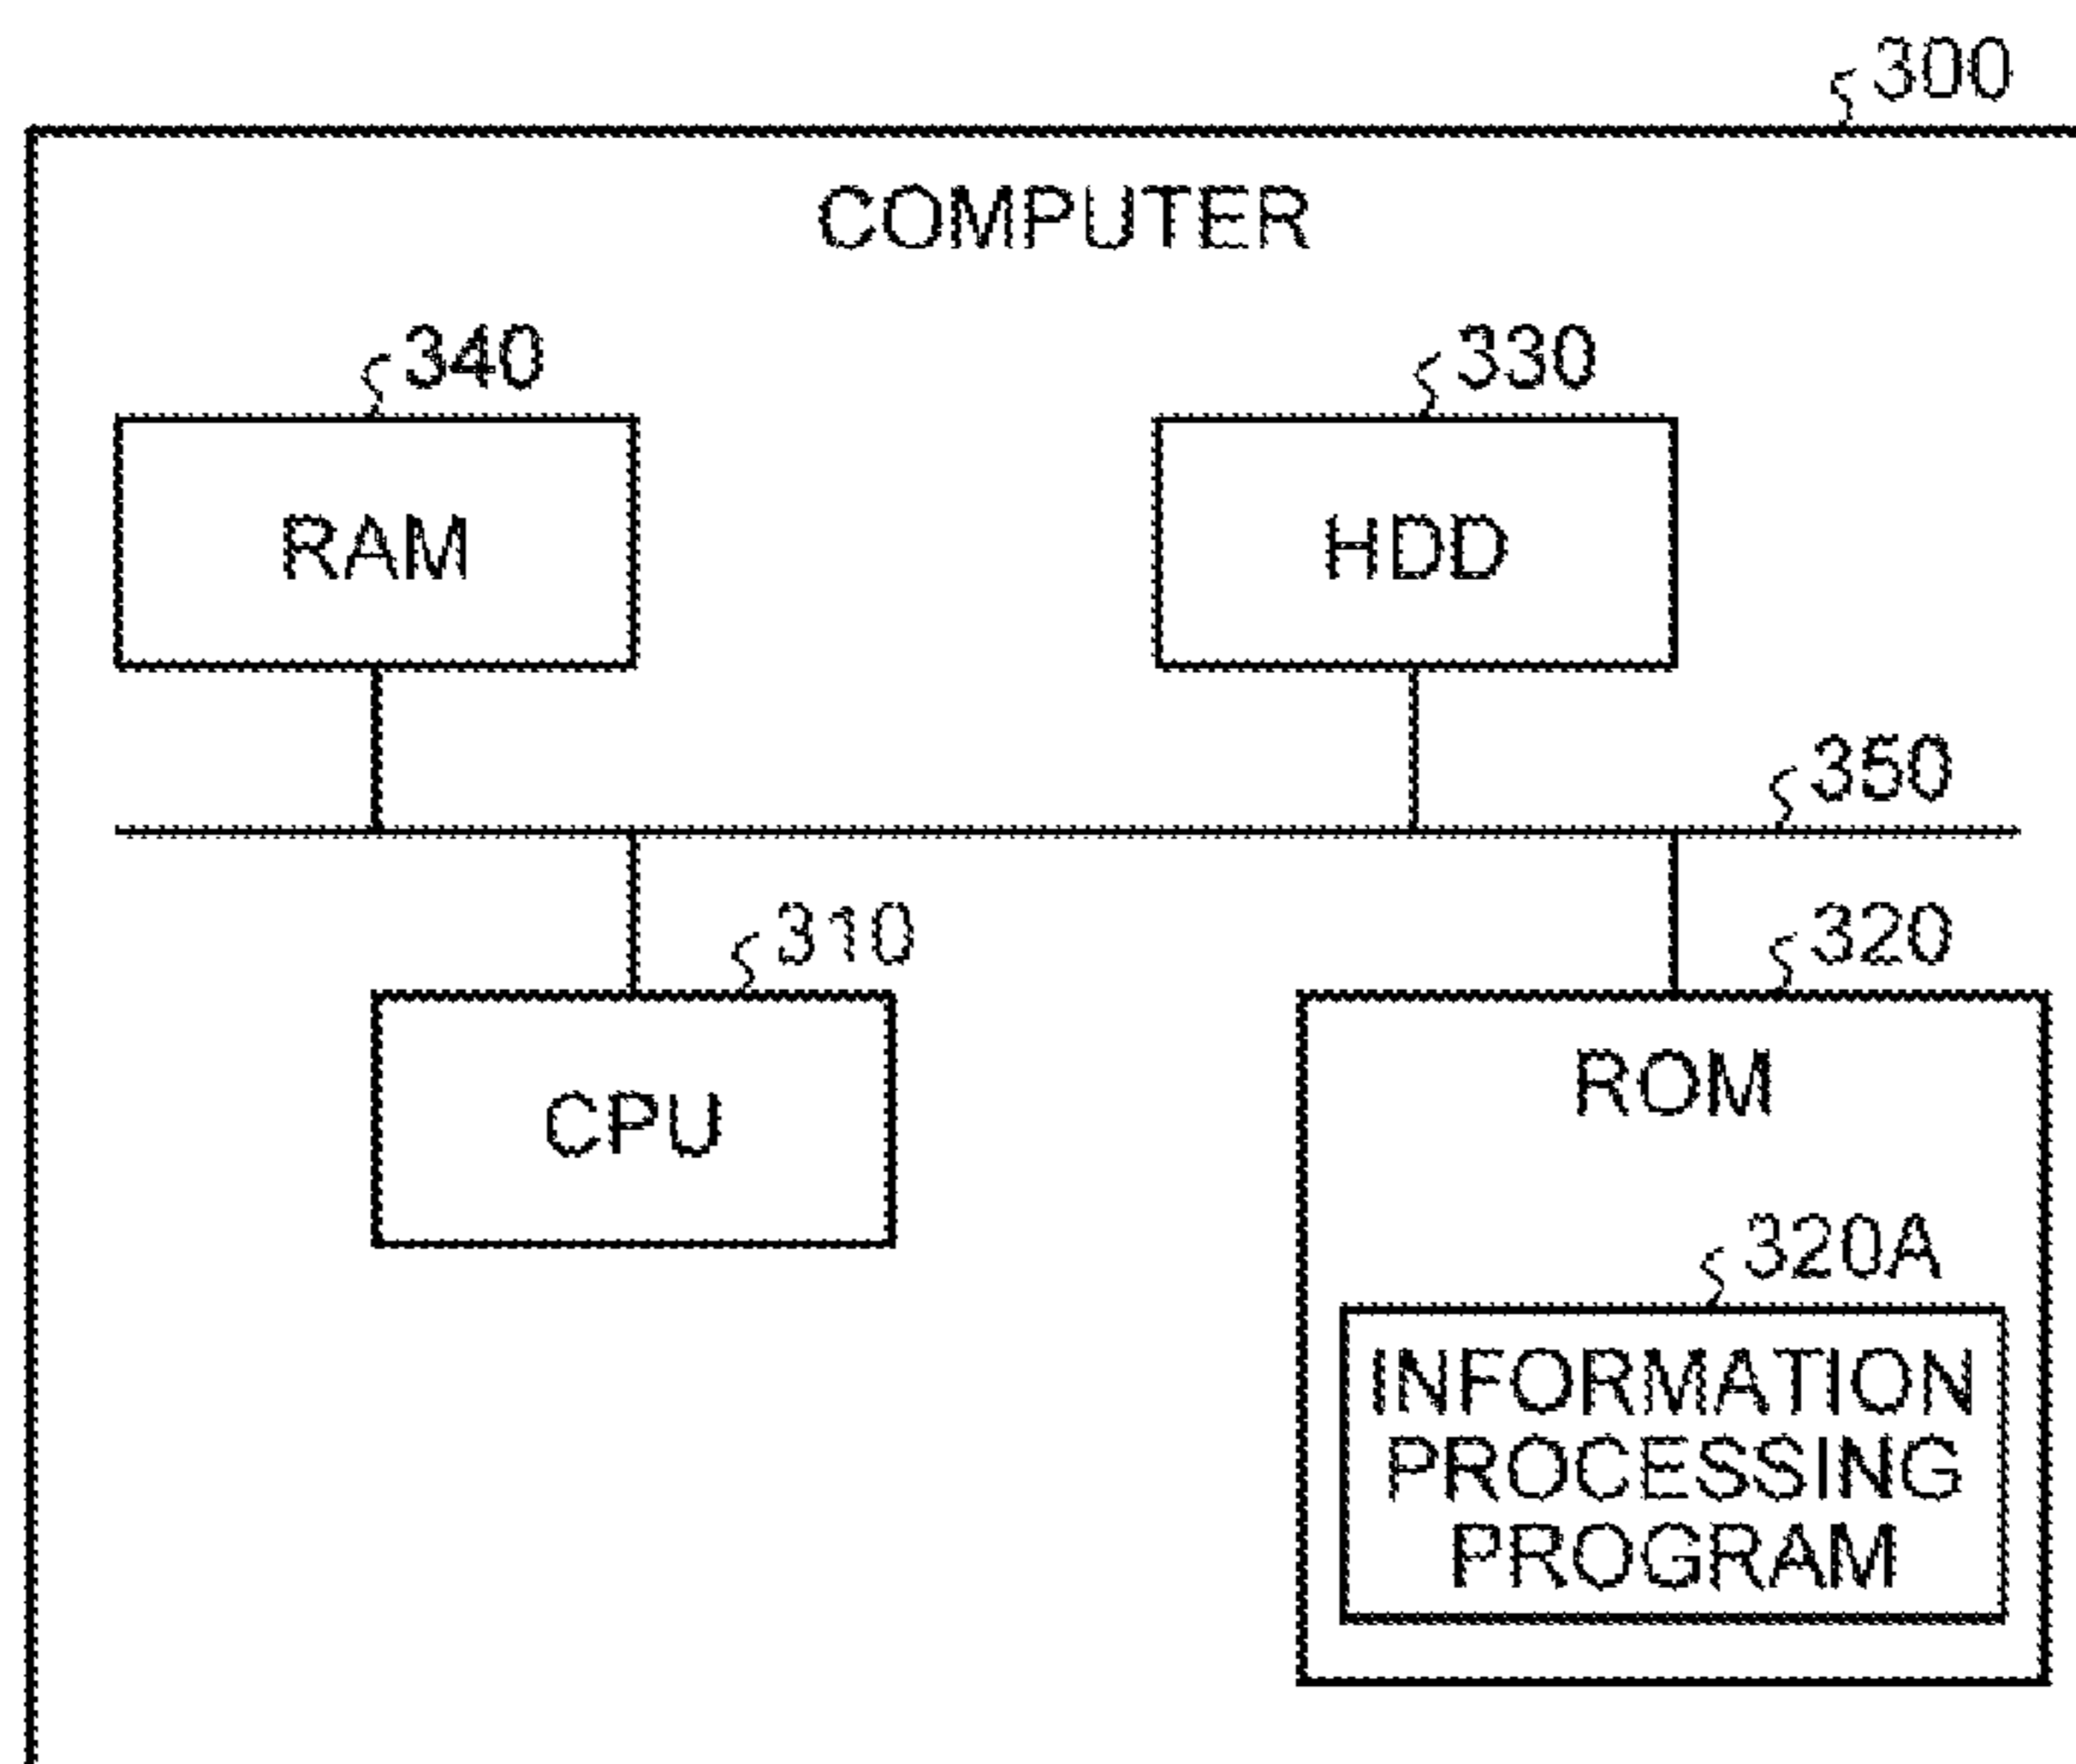 300
COMPUTER
340
330
RAM
HDD
350
310
320
CPU
ROM
320A
INFORMATION
PROCESSING
PROGRAM